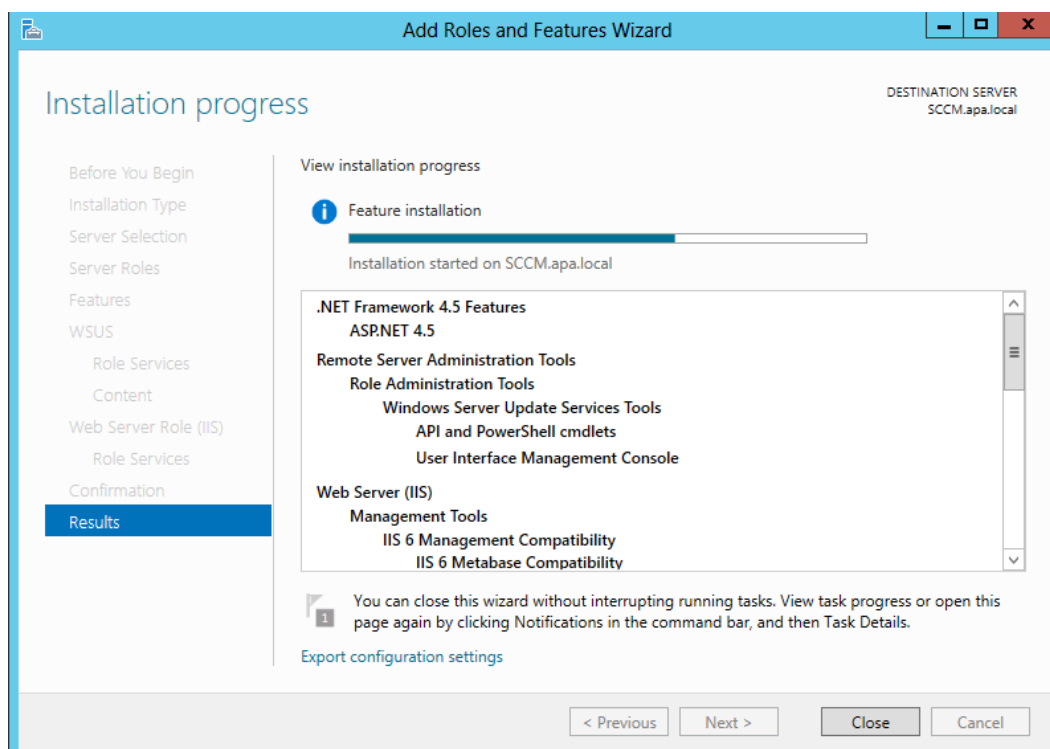 Add Roles and Features Wizard
Installation progress
DESTINATION SERVER
SCCM.apa.local
Before You Begin
Installation Type
Server Selection
Server Roles
Features
WSUS
Role Services
Content
Web Server Role (IIS)
Role Services
Confirmation
Results
View installation progress
Feature installation
Installation started on SCCM.apa.local
.NET Framework 4.5 Features
ASP.NET 4.5
Remote Server Administration Tools
Role Administration Tools
Windows Server Update Services Tools
API and PowerShell cmdlets
User Interface Management Console
Web Server (IIS)
Management Tools
IIS 6 Management Compatibility
IIS 6 Metabase Compatibility
1
You can close this wizard without interrupting running tasks. View task progress or open this
page again by clicking Notifications in the command bar, and then Task Details.
Export configuration settings
< Previous
Next >
Close
Cancel